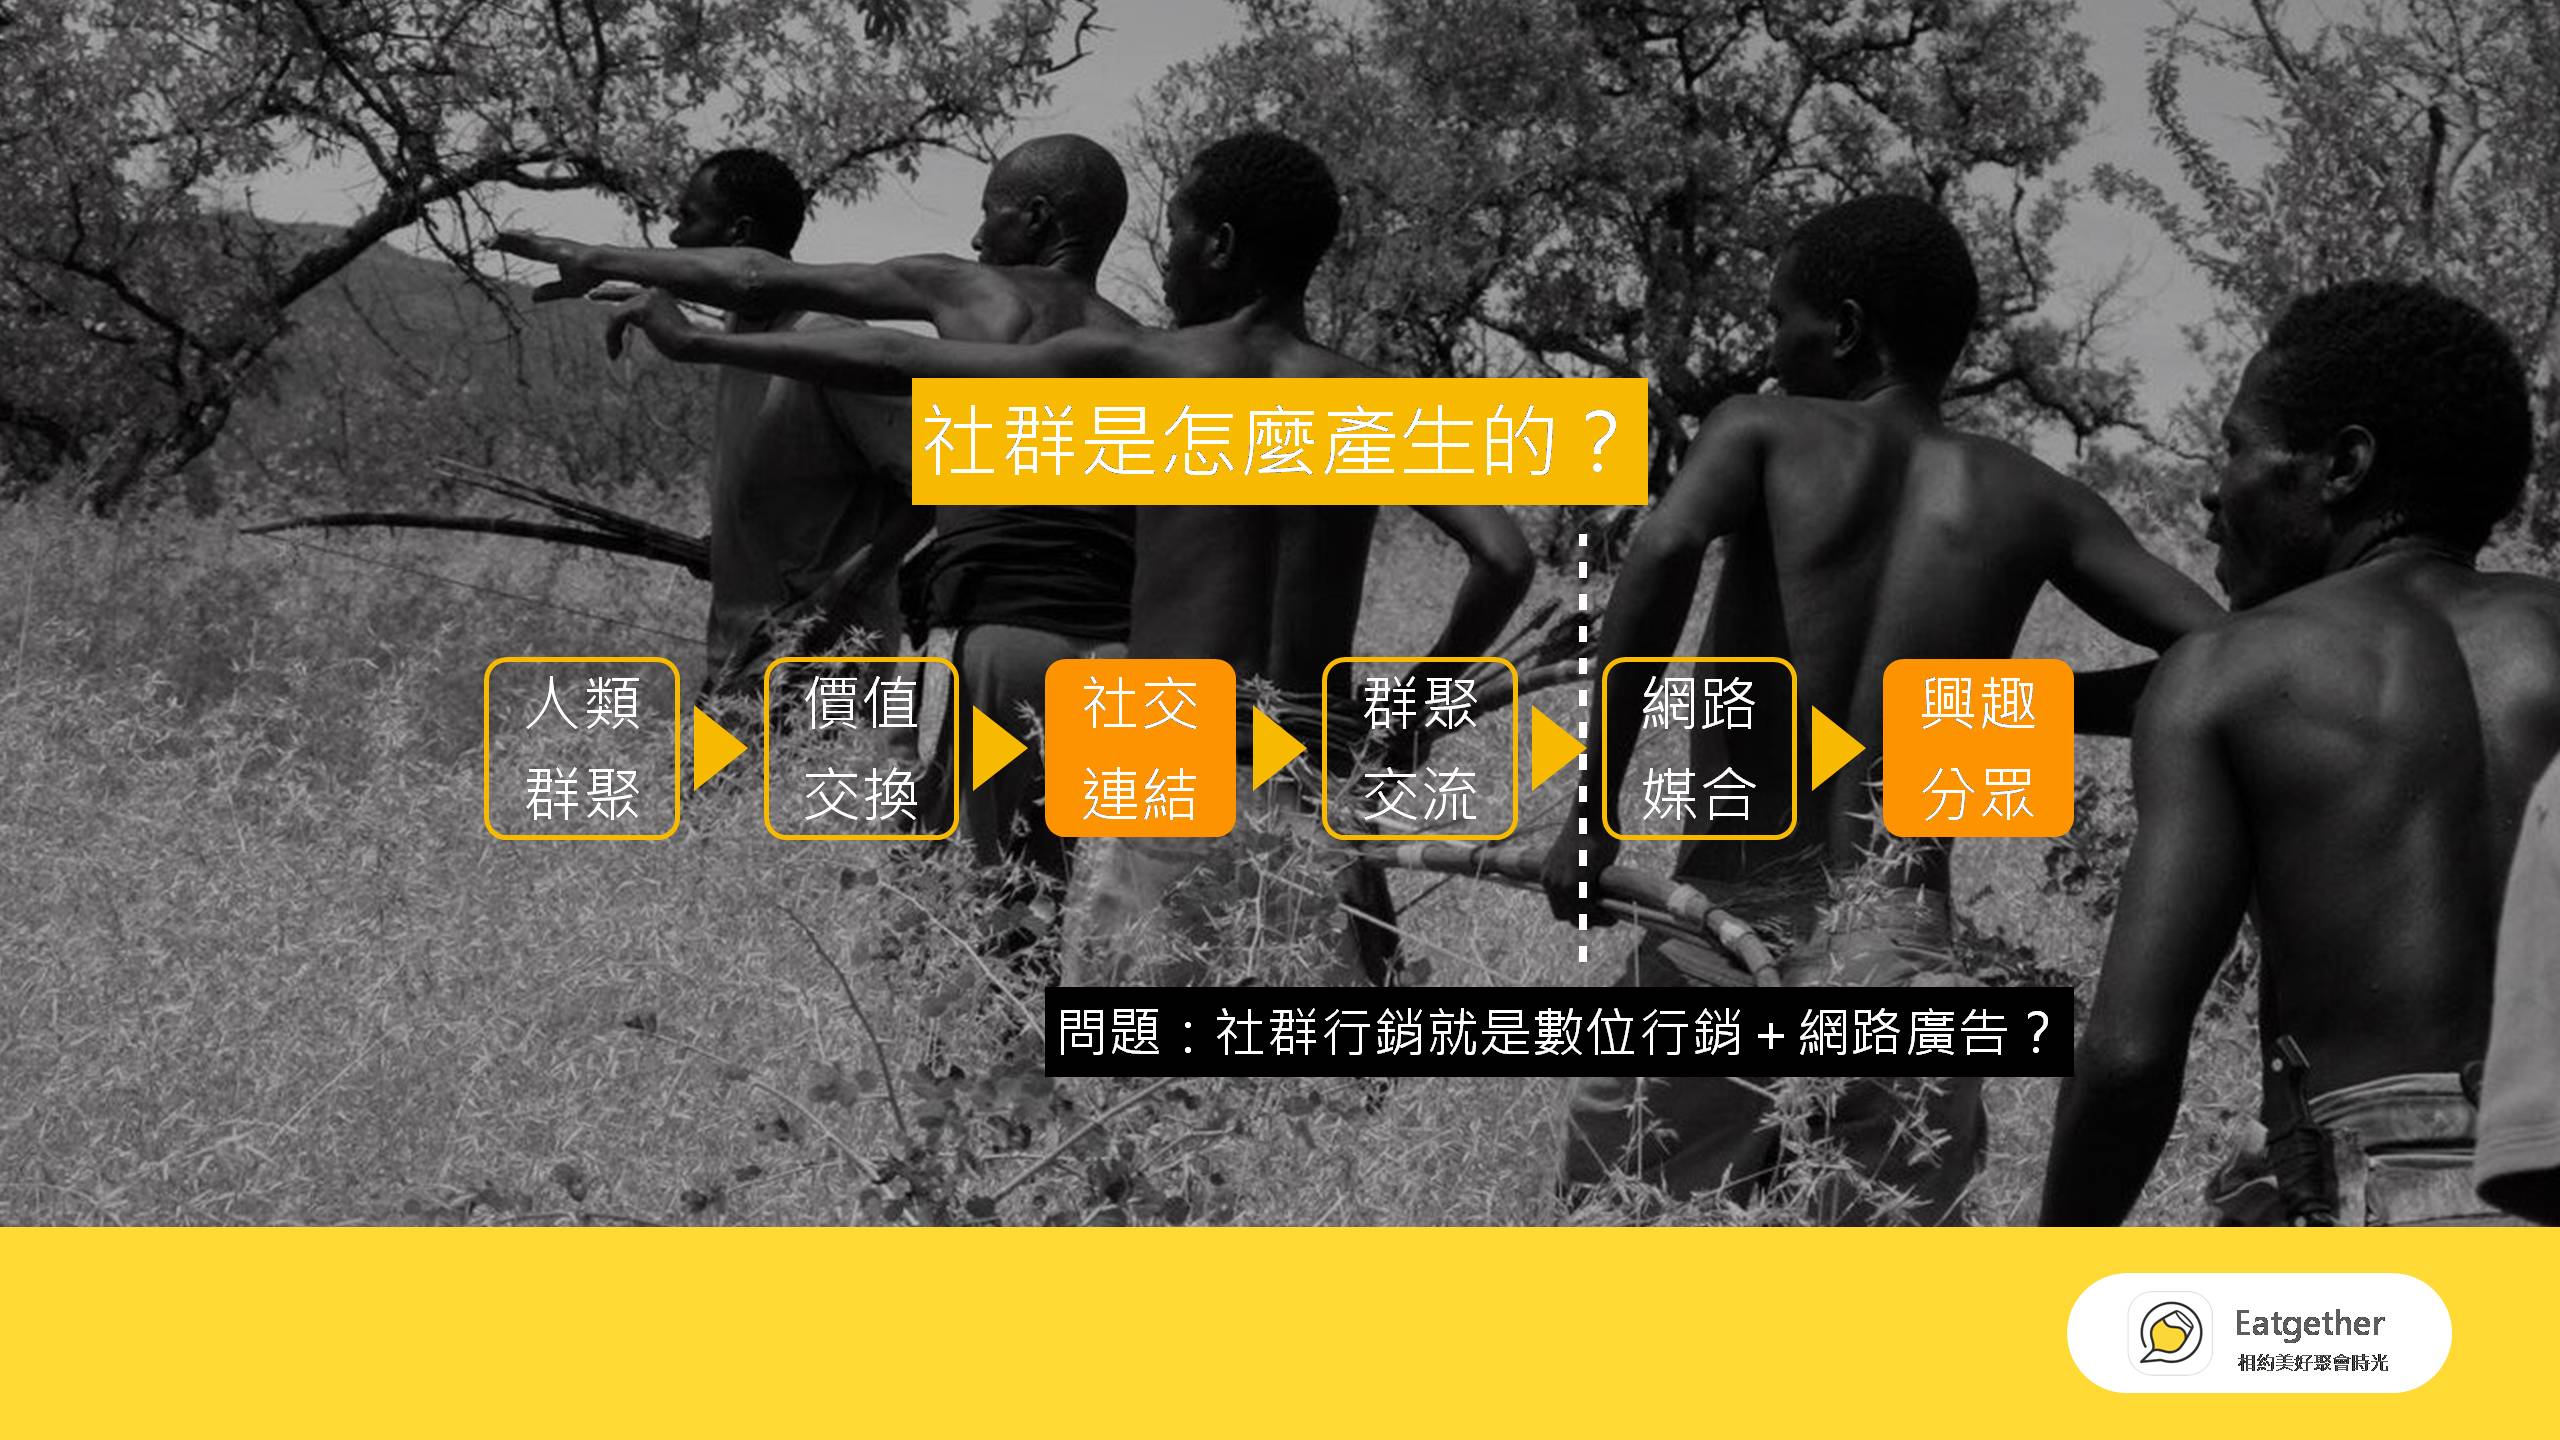 社群是怎麼產生的？
人類
群聚
價值
交換
社交
連結
群聚
交流
網路
媒合
興趣
分眾
問題：社群行銷就是數位行銷＋網路廣告？
Eatgether
相約美好聚會時光